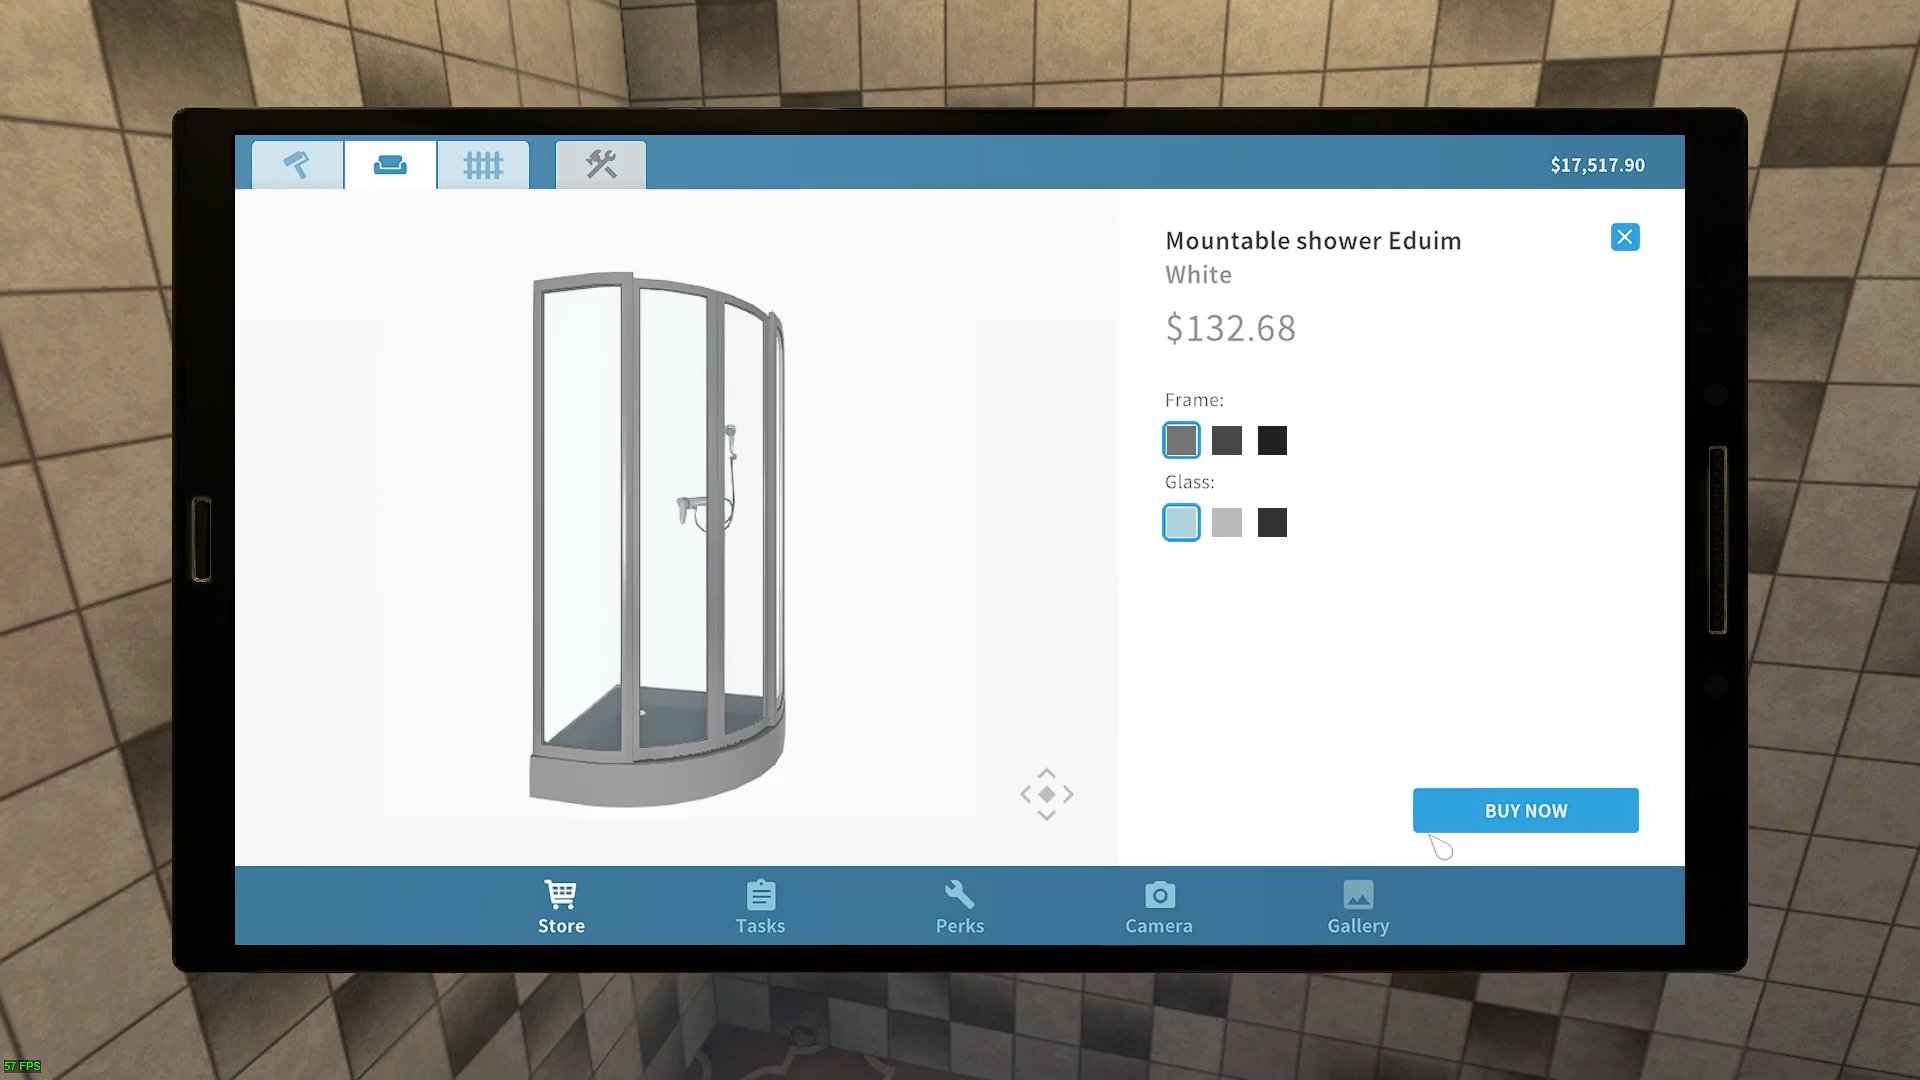 $17,517.90
Mountable shower Eduim
White
$132.68
Frame:
Glass:
BUY NOW
Store
Tasks
Perks
Camera
Gallery
57 FPS